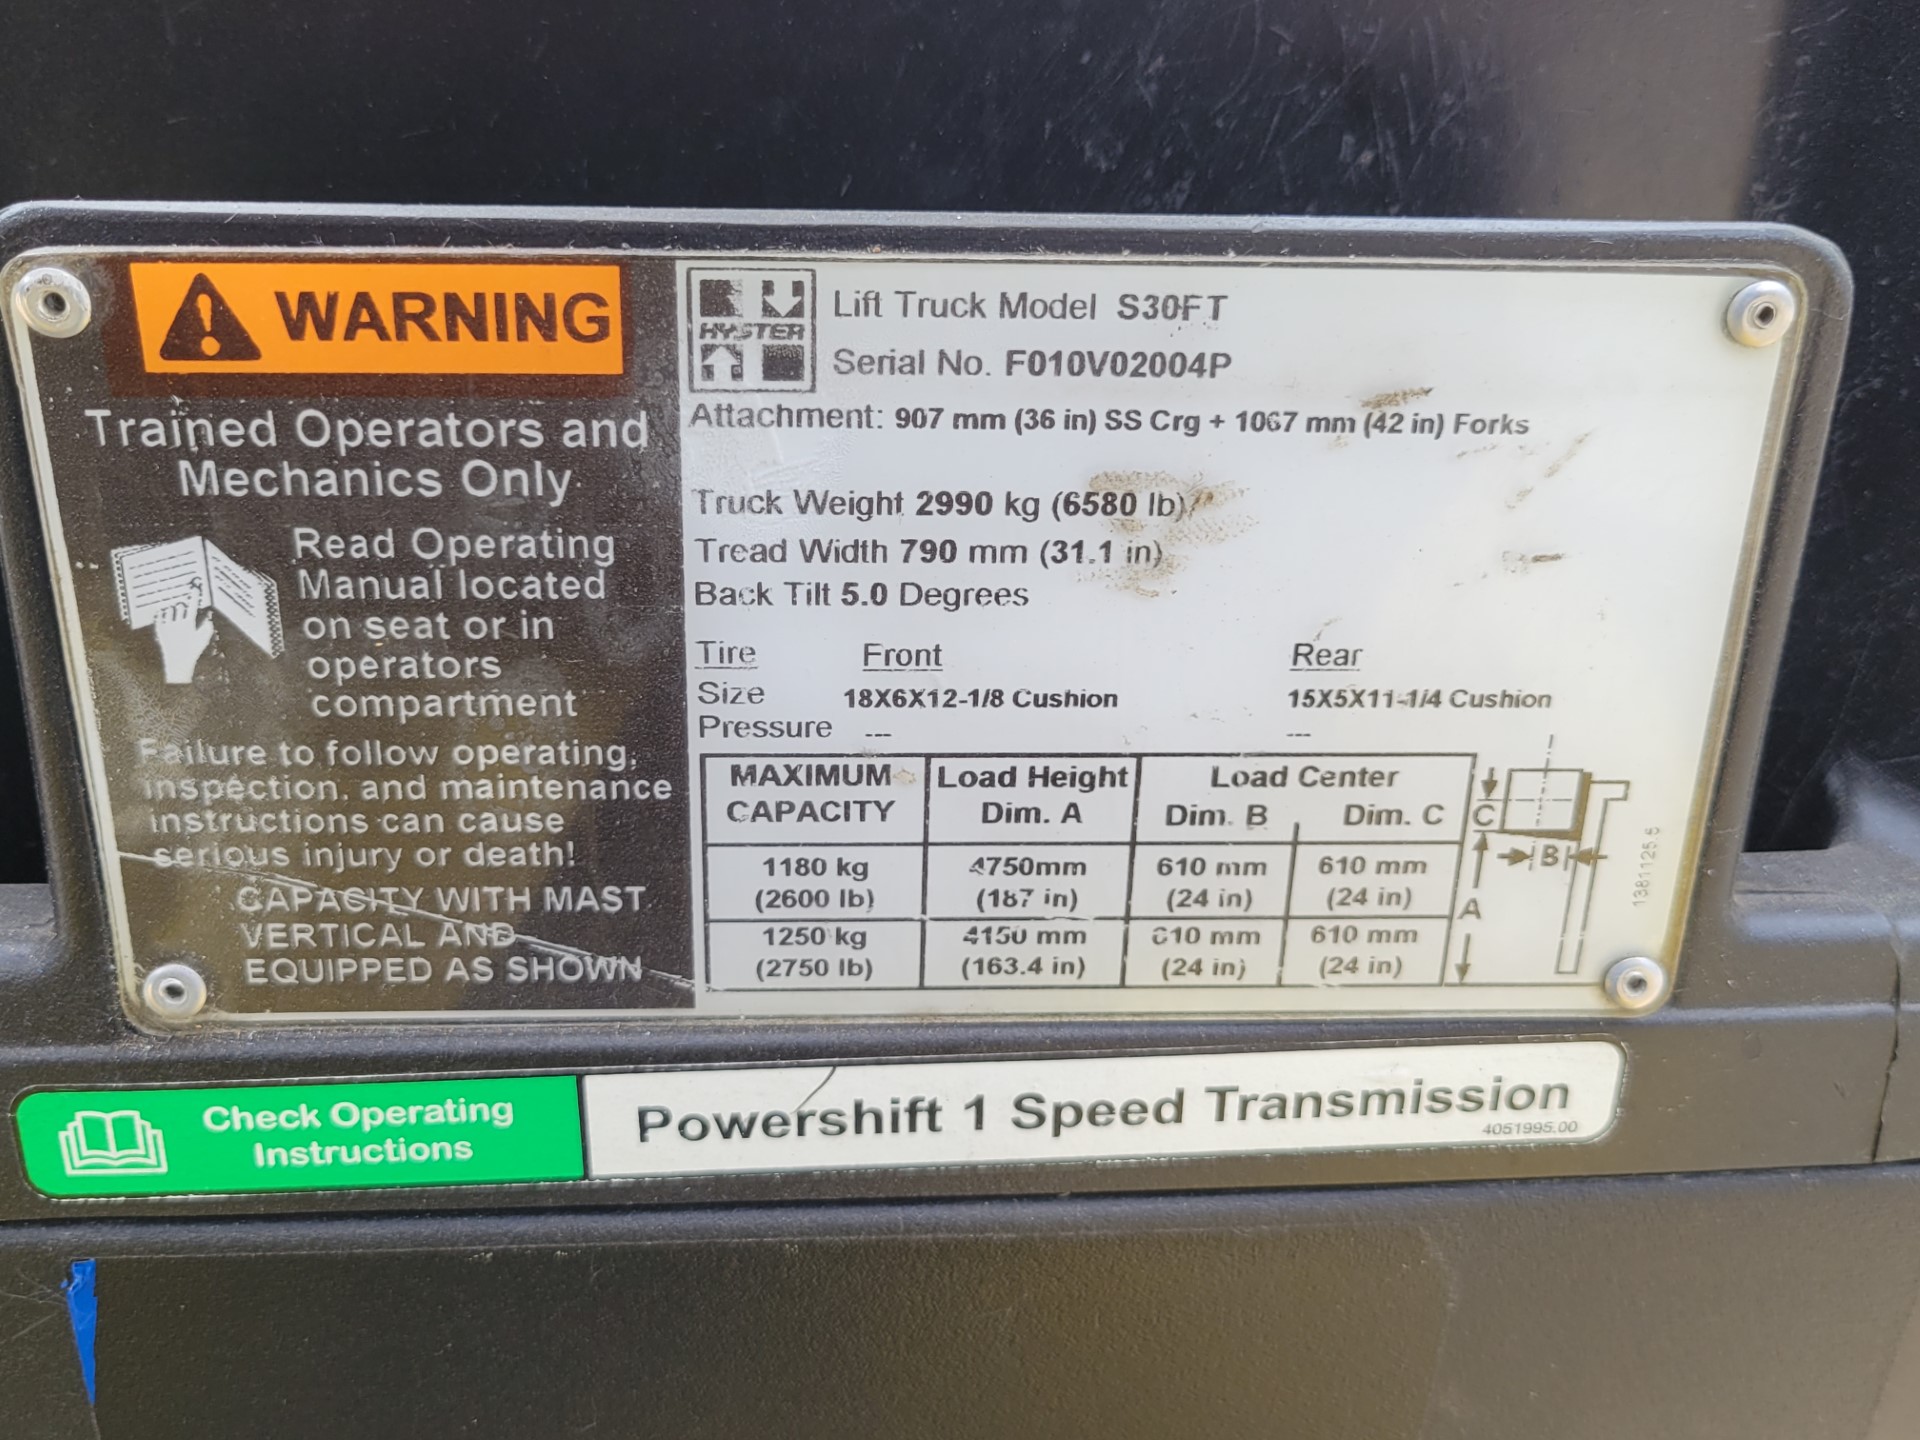 WARNING
Trained Operators and
Mechanics Only
Read Operating
Manual located
on seat or in
operators
compartment
Failure to follow operating,
inspection, and maintenance
instructions can cause
serious injury or death!
CAPACITY WITH MAST
VERTICAL AND
EQUIPPED AS SHOWN
HYSTER
Lift Truck Model S30FT
Serial No. F010V02004P
Attachment: 907 mm (36 in) SS Crg + 1067 mm (42 in) Forks
Truck Weight 2990 kg (6580 lb)
Tread Width 790 mm (31.1 in)
Back Tilt 5.0 Degrees
Tire Front Rear
Size 18X6X12-1/8 Cushion 15X5X11-1/4 Cushion
Pressure --- ---
MAXIMUM Load Height Load Center
CAPACITY Dim. A Dim. B Dim. C
1180 kg 4750mm 610 mm 610 mm
(2600 lb) (187 in) (24 in) (24 in)
1250 kg 4150 mm 610 mm 610 mm
(2750 lb) (163.4 in) (24 in) (24 in)
C
B
A
1381125.5
Check Operating
Instructions
Powershift 1 Speed Transmission
4051995.00